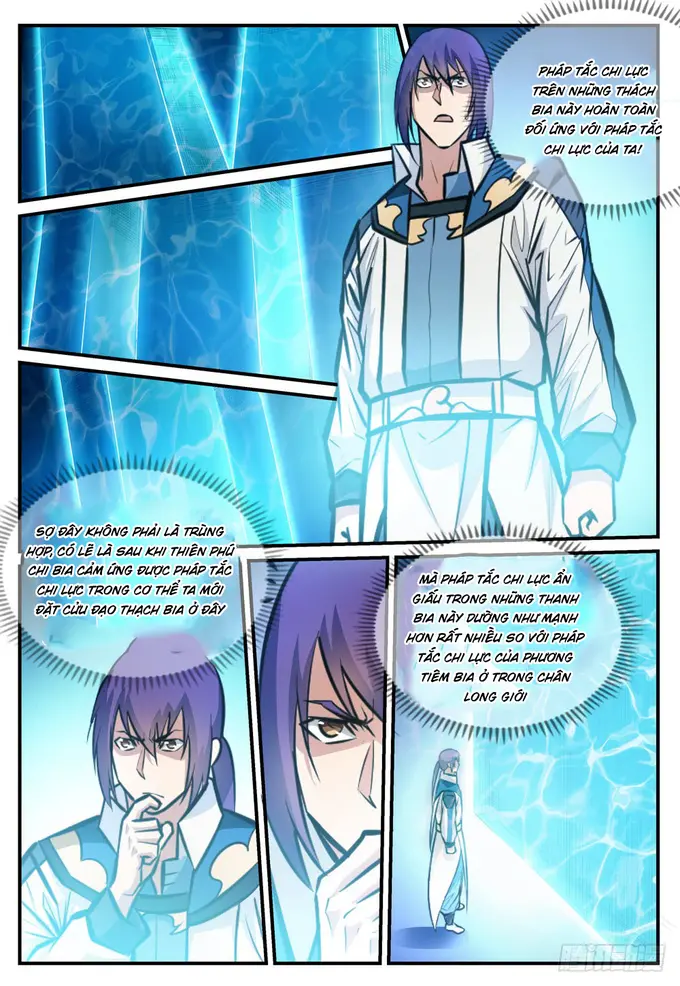 PHÁP TẮC CHI LỰC
TRÊN NHỮNG THÁCH
BIA NÀY HOÀN TOÀN
ĐỐI ỨNG VỚI PHÁP TẮC
CHI LỰC CỦA TA!
SỢ ĐÂY KHÔNG PHẢI LÀ TRÙNG
HỢP, CÓ LẼ LÀ SAU KHI THIÊN PHÚ
CHI BIA CẢM ỨNG ĐƯỢC PHÁP TẮC
CHI LỰC TRONG CƠ THỂ TA MỚI
ĐẶT CỬU ĐẠO THẠCH BIA Ở ĐÂY
MÀ PHÁP TẮC CHI LỰC ẨN
GIẤU TRONG NHỮNG THANH
BIA NÀY DƯỜNG NHƯ MẠNH
HƠN RẤT NHIỀU SO VỚI PHÁP
TẮC CHI LỰC CỦA PHƯƠNG
TIÊM BIA Ở TRONG CHÂN
LONG GIỚI